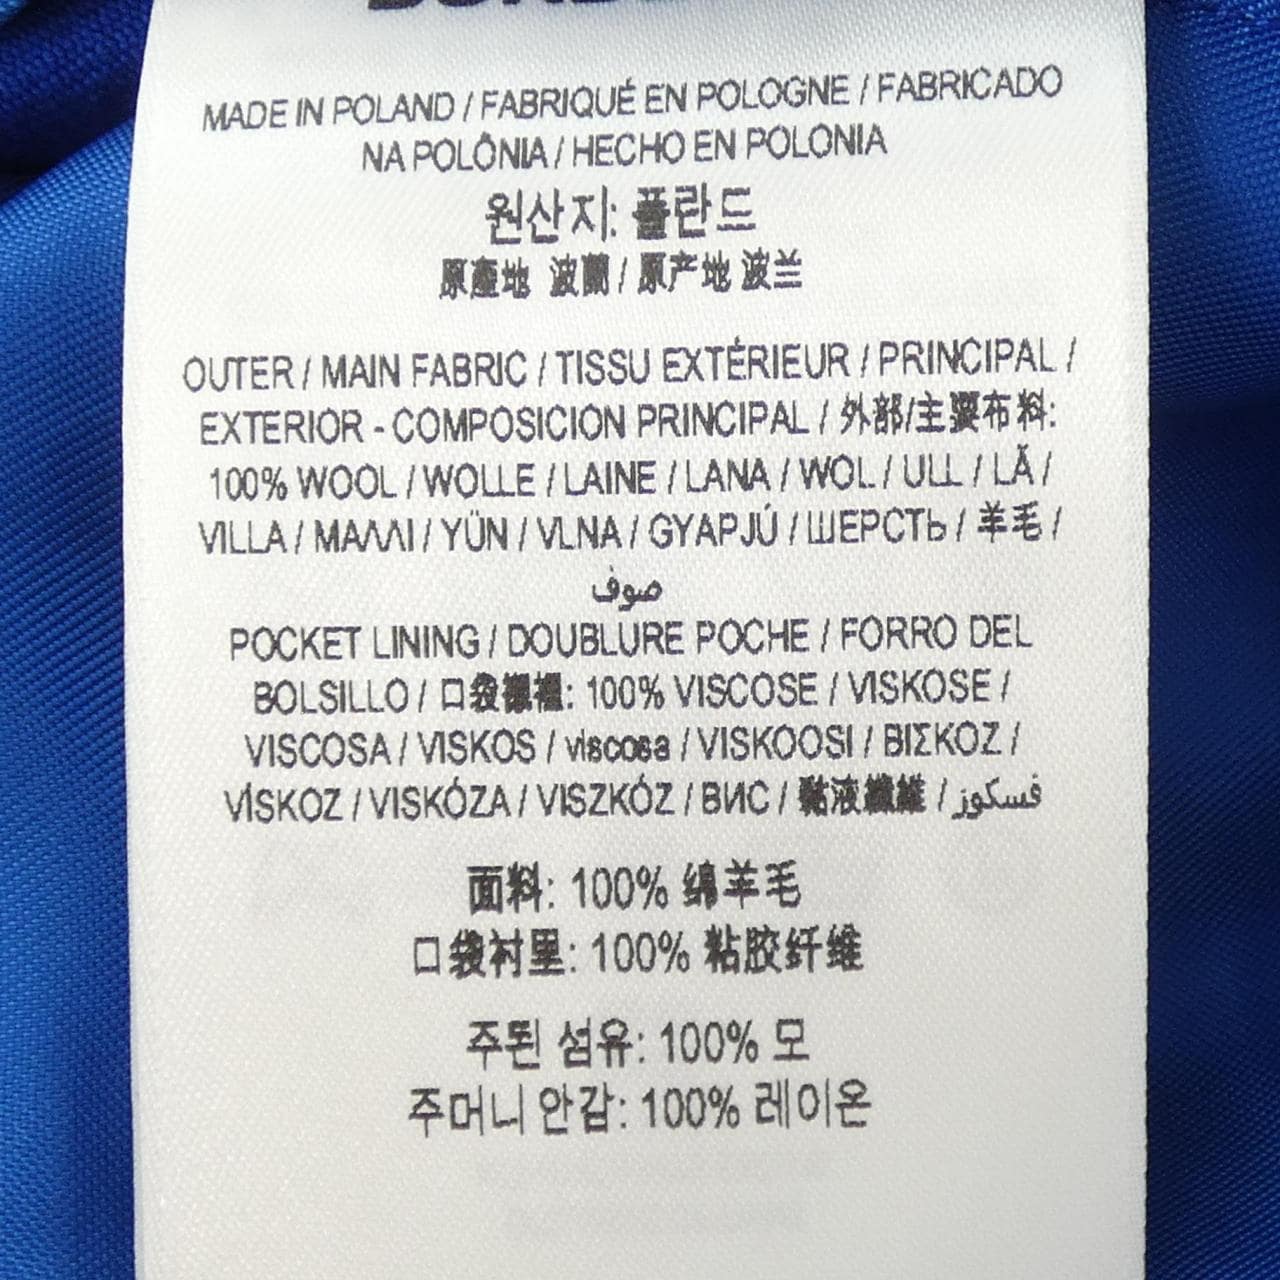 MADE IN POLAND / FABRIQUÉ EN POLOGNE / FABRICADO
NA POLÔNIA / HECHO EN POLONIA
원산지: 폴란드
原產地 波蘭 / 原产地 波兰
OUTER / MAIN FABRIC / TISSU EXTÉRIEUR / PRINCIPAL /
EXTERIOR - COMPOSICION PRINCIPAL / 外部/主要布料:
100% WOOL / WOLLE / LAINE / LANA / WOL / ULL / LÃ /
VILLA / ΜΑΛΛΙ / YÜN / VLNA / GYAPJÚ / ШЕРСТЬ / 羊毛 /
صوف
POCKET LINING / DOUBLURE POCHE / FORRO DEL
BOLSILLO / 口袋襯裡: 100% VISCOSE / VISKOSE /
VISCOSA / VISKOS / viscosa / VISKOOSI / ΒΙΣΚΟΖ /
VİSKOZ / VISKÓZA / VISZKÓZ / ВИС / 黏液纖維 / فسكوز
面料: 100% 绵羊毛
口袋衬里: 100% 粘胶纤维
주된 섬유: 100% 모
주머니 안감: 100% 레이온